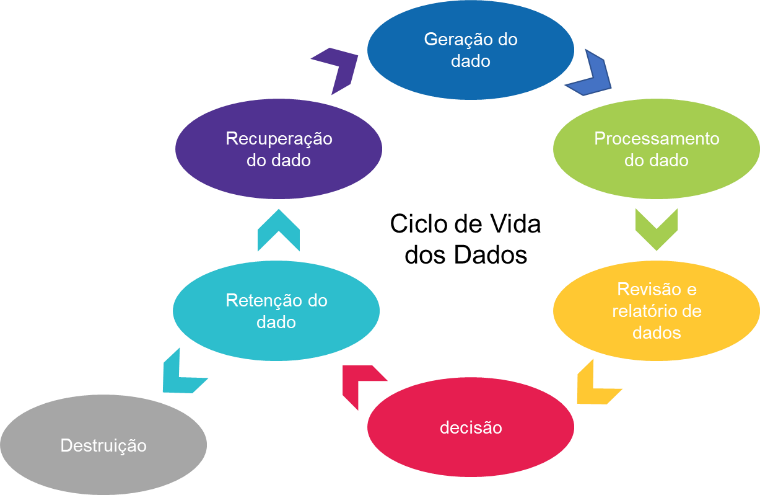 Geração do
dado
Processamento
do dado
Revisão e
relatório de
dados
decisão
Retenção do
dado
Recuperação
do dado
Destruição
Ciclo de Vida
dos Dados